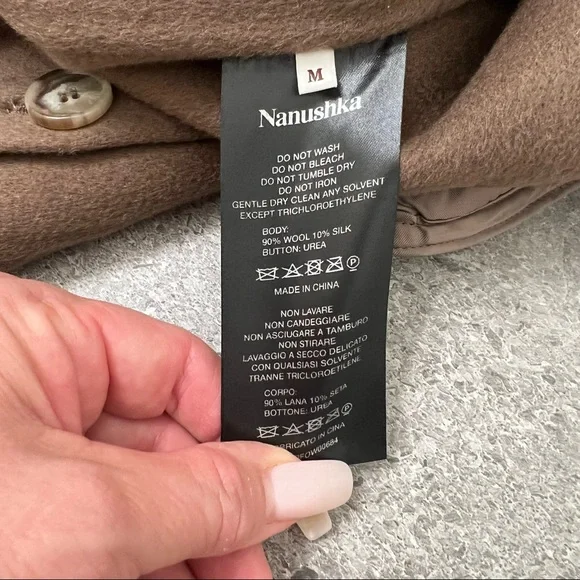 M
Nanushka
DO NOT WASH
DO NOT BLEACH
DO NOT TUMBLE DRY
DO NOT IRON
GENTLE DRY CLEAN ANY SOLVENT
EXCEPT TRICHLOROETHYLENE
BODY:
90% WOOL 10% SILK
BUTTON: UREA
P
MADE IN CHINA
NON LAVARE
NON CANDEGGIARE
NON ASCIUGARE A TAMBURO
NON STIRARE
LAVAGGIO A SECCO DELICATO
CON QUALSIASI SOLVENTE
TRANNE TRICLOROETILENE
CORPO:
90% LANA 10% SETA
BOTTONE: UREA
P
IN CINA